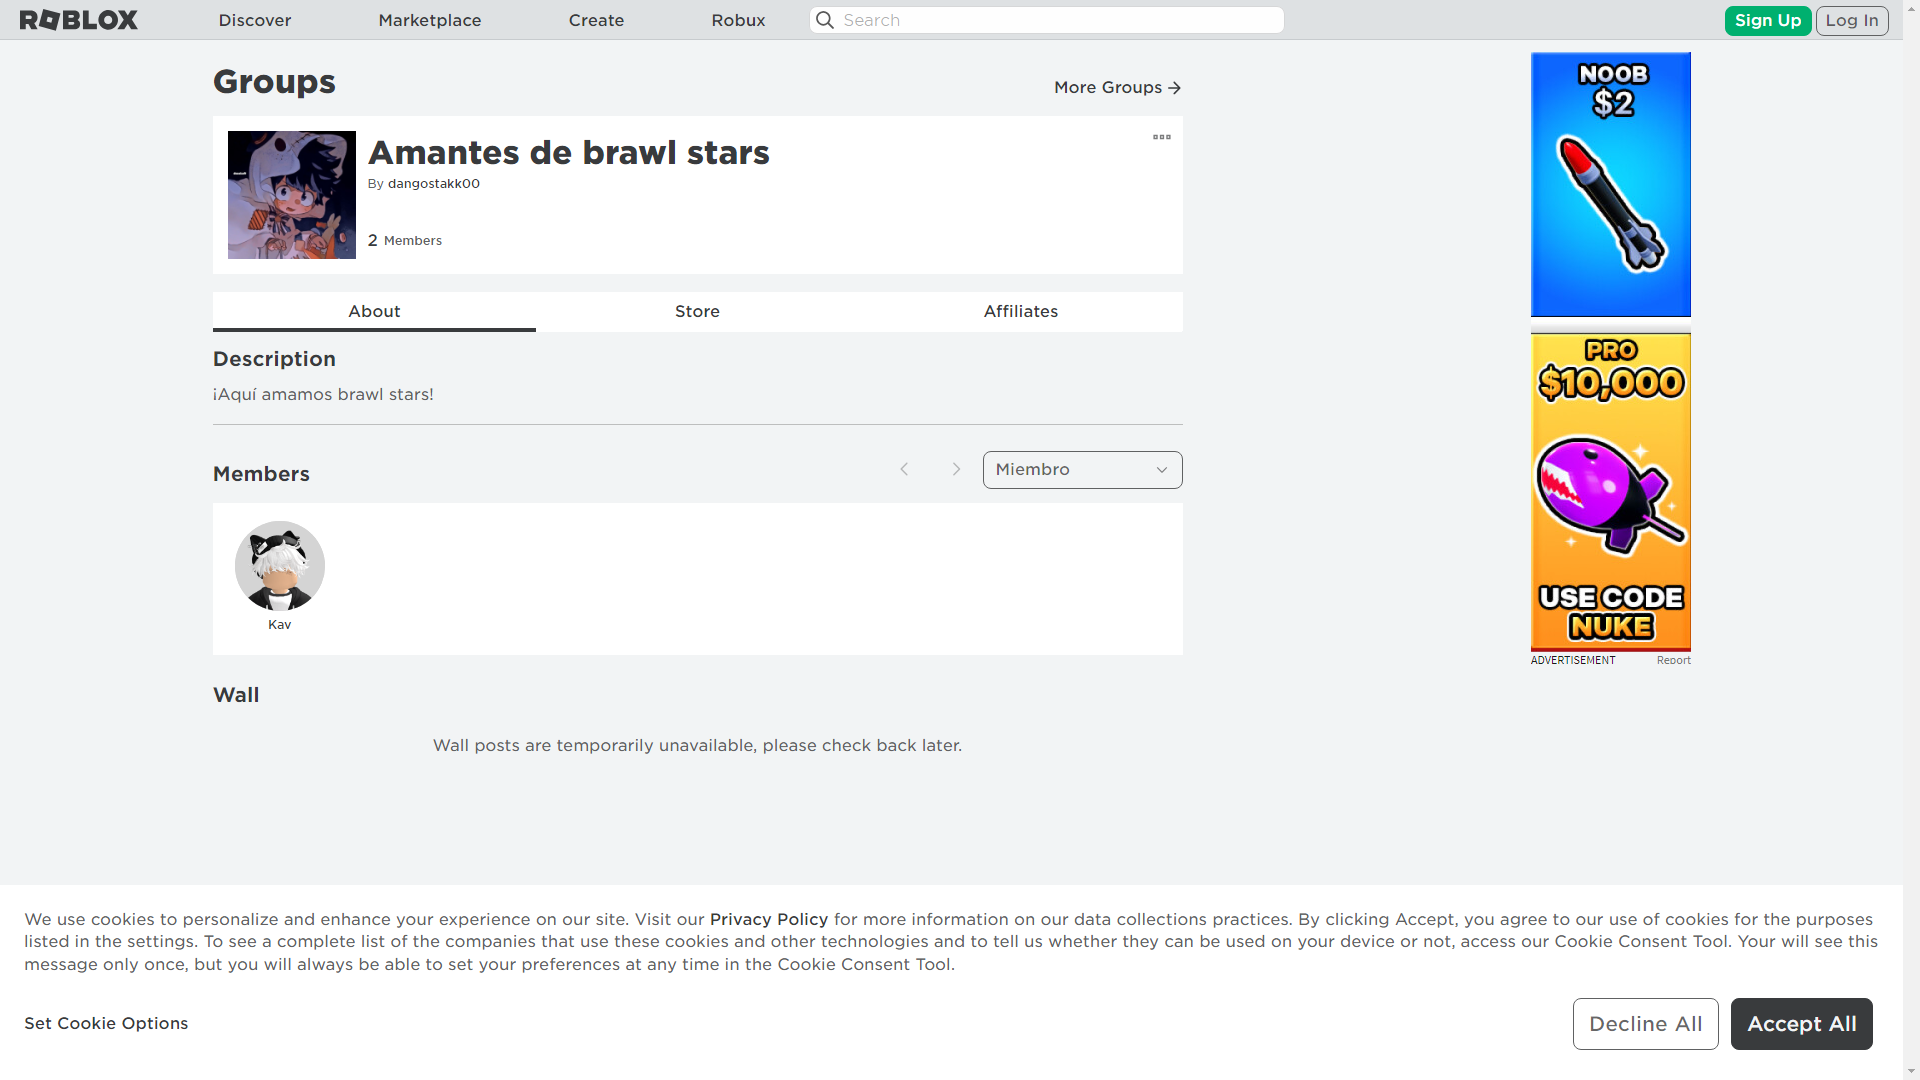 ROBLOX
Discover
Marketplace
Create
Robux
Search
Sign Up
Log In
Groups
More Groups
Amantes de brawl stars
By dangostakk00
2 Members
About
Store
Affiliates
Description
¡Aquí amamos brawl stars!
Members
Miembro
Kav
Wall
Wall posts are temporarily unavailable, please check back later.
NOOB
$2
PRO
$10,000
USE CODE
NUKE
ADVERTISEMENT
Report
We use cookies to personalize and enhance your experience on our site. Visit our Privacy Policy for more information on our data collections practices. By clicking Accept, you agree to our use of cookies for the purposes
listed in the settings. To see a complete list of the companies that use these cookies and other technologies and to tell us whether they can be used on your device or not, access our Cookie Consent Tool. Your will see this
message only once, but you will always be able to set your preferences at any time in the Cookie Consent Tool.
Set Cookie Options
Decline All
Accept All